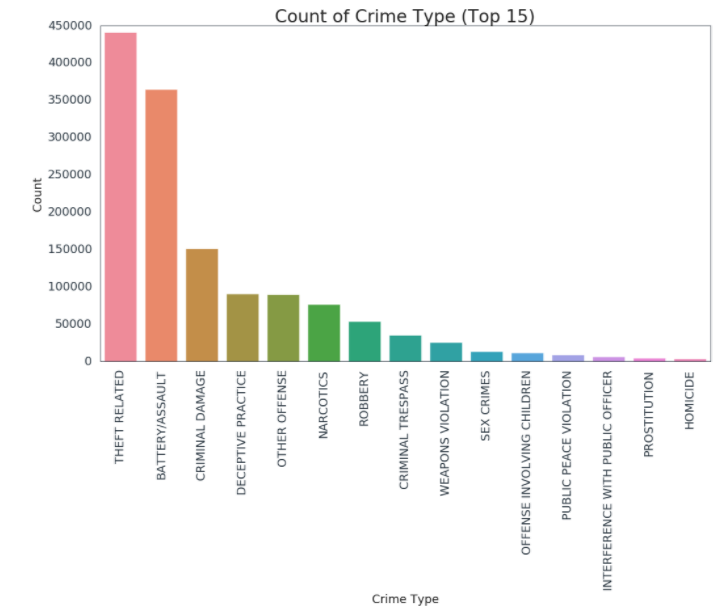 Count of Crime Type (Top 15)
450000
400000
350000
300000
250000
200000
150000
100000
50000
0
Count
THEFT RELATED
BATTERY/ASSAULT
CRIMINAL DAMAGE
DECEPTIVE PRACTICE
OTHER OFFENSE
NARCOTICS
ROBBERY
CRIMINAL TRESPASS
WEAPONS VIOLATION
SEX CRIMES
OFFENSE INVOLVING CHILDREN
PUBLIC PEACE VIOLATION
INTERFERENCE WITH PUBLIC OFFICER
PROSTITUTION
HOMICIDE
Crime Type